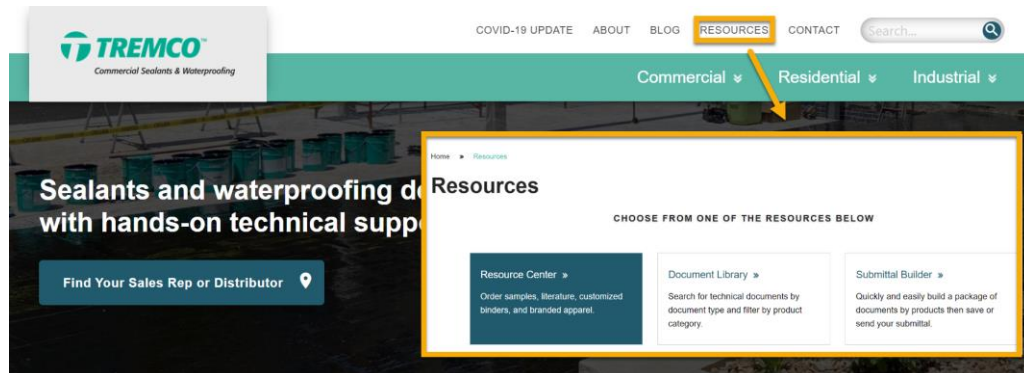 COVID-19 UPDATE ABOUT BLOG RESOURCES CONTACT Search...
TREMCO™
Commercial Sealants & Waterproofing
Commercial Residential Industrial
Home » Resources
Resources
Sealants and waterproofing
with hands-on technical supp
CHOOSE FROM ONE OF THE RESOURCES BELOW
Find Your Sales Rep or Distributor
Resource Center »
Order samples, literature, customized
binders, and branded apparel.
Document Library »
Search for technical documents by
document type and filter by product
category.
Submittal Builder »
Quickly and easily build a package of
documents by products then save or
send your submittal.